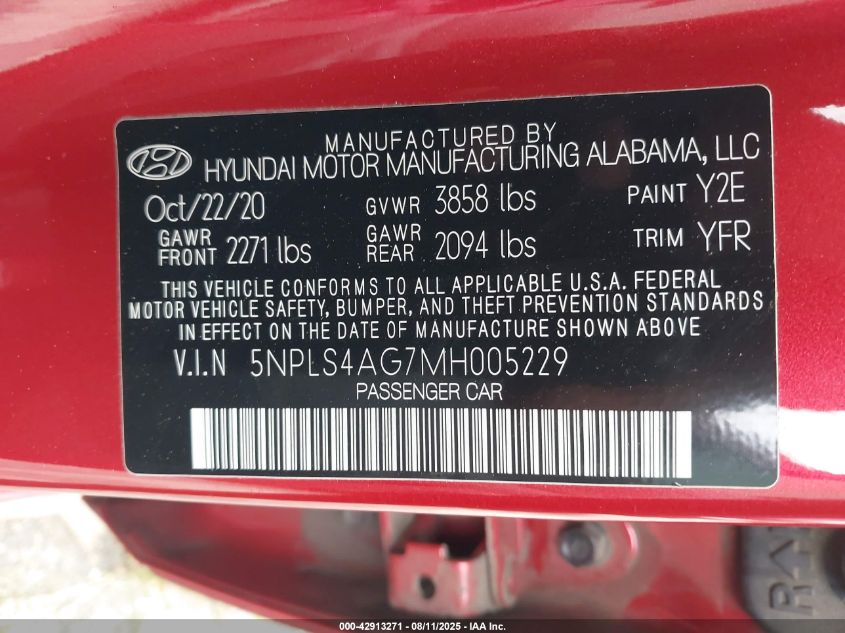 MANUFACTURED BY
HYUNDAI MOTOR MANUFACTURING ALABAMA, LLC
Oct/22/20 GVWR 3858 lbs PAINT Y2E
GAWR FRONT 2271 lbs GAWR REAR 2094 lbs TRIM YFR
THIS VEHICLE CONFORMS TO ALL APPLICABLE U.S.A. FEDERAL
MOTOR VEHICLE SAFETY, BUMPER, AND THEFT PREVENTION STANDARDS
IN EFFECT ON THE DATE OF MANUFACTURE SHOWN ABOVE
V.I.N 5NPLS4AG7MH005229
PASSENGER CAR
000-42913271 - 08/11/2025 - IAA Inc.